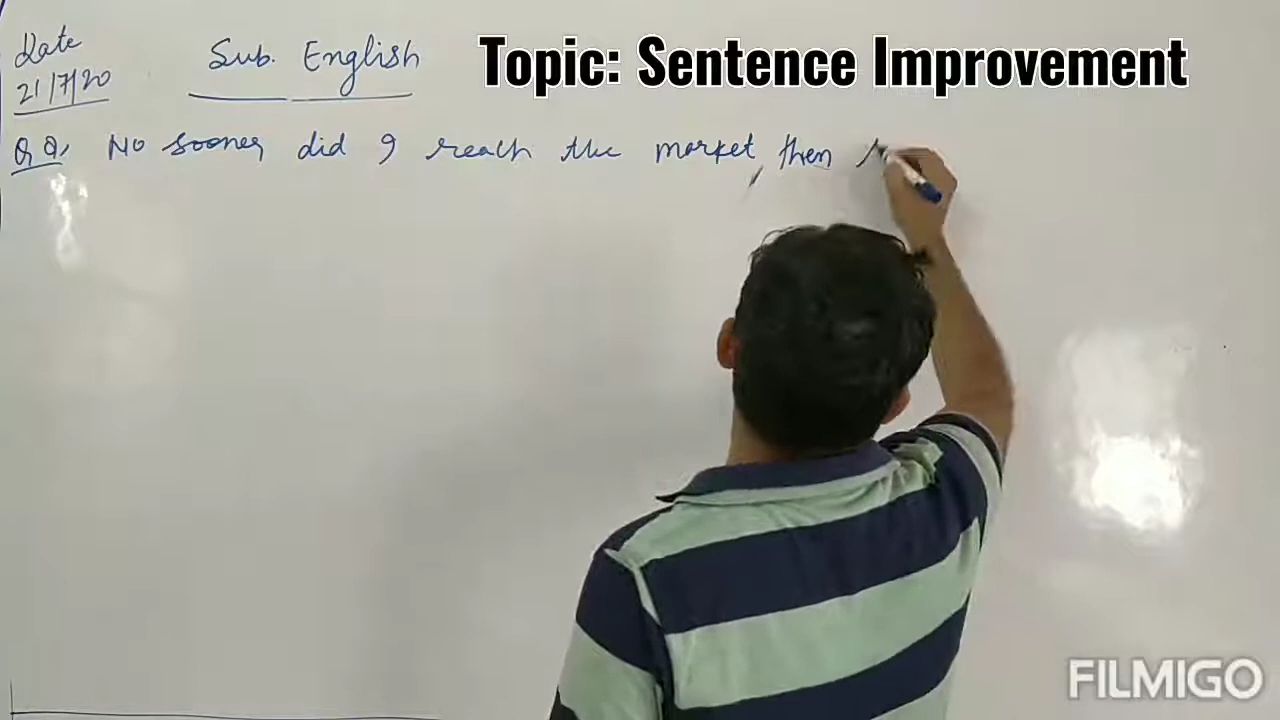 Date
21/7/20
Sub. English
Topic: Sentence Improvement
No sooner did I reach the market, then
FILMIGO